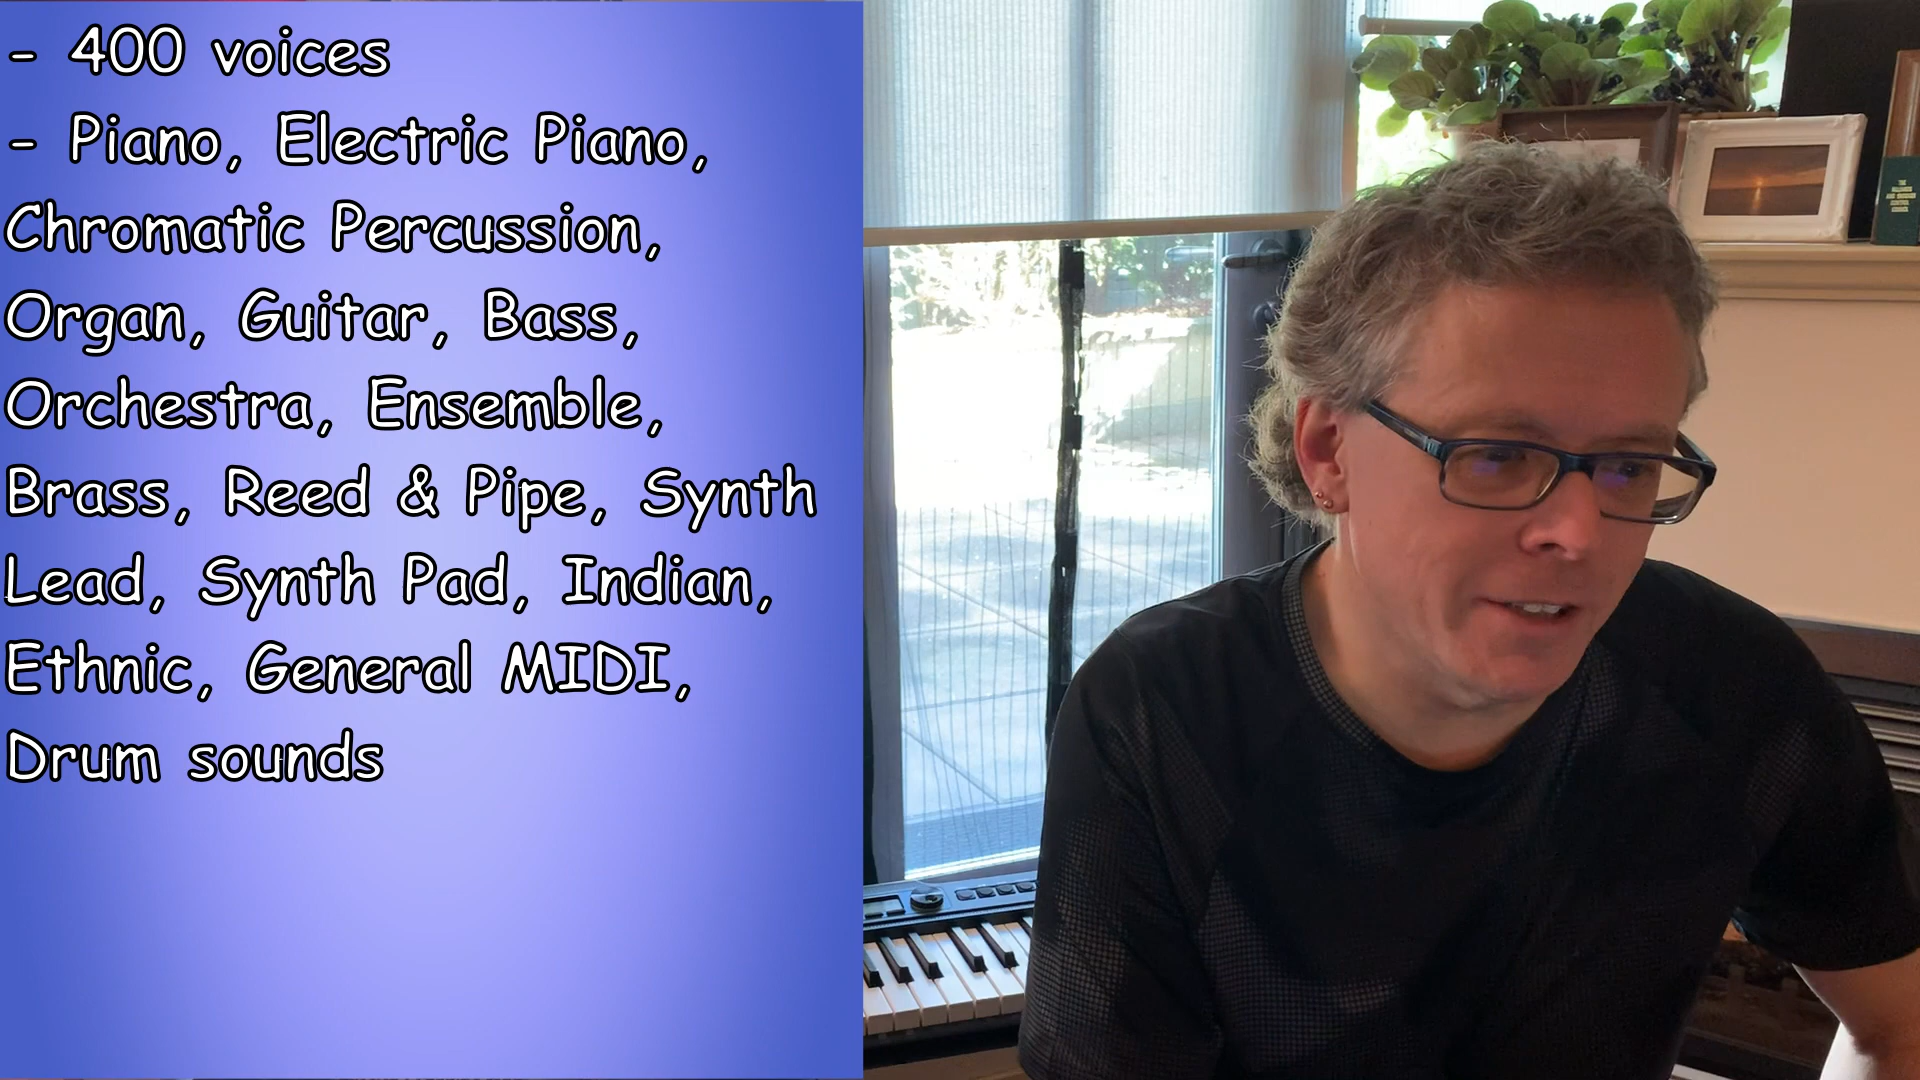 - 400 voices
- Piano, Electric Piano,
Chromatic Percussion,
Organ, Guitar, Bass,
Orchestra, Ensemble,
Brass, Reed & Pipe, Synth
Lead, Synth Pad, Indian,
Ethnic, General MIDI,
Drum sounds